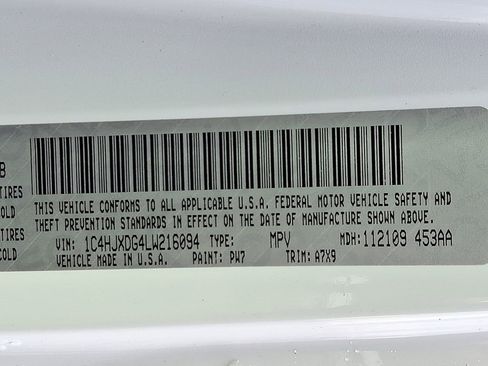 B
TIRES
COLD
TIRES
COLD
THIS VEHICLE CONFORMS TO ALL APPLICABLE U.S.A. FEDERAL MOTOR VEHICLE SAFETY AND
THEFT PREVENTION STANDARDS IN EFFECT ON THE DATE OF MANUFACTURE SHOWN ABOVE.
VIN: 1C4HJXDG4LW216094 TYPE: MPV MDH: 112109 453AA
VEHICLE MADE IN U.S.A. PAINT: PW7 TRIM: A7X9